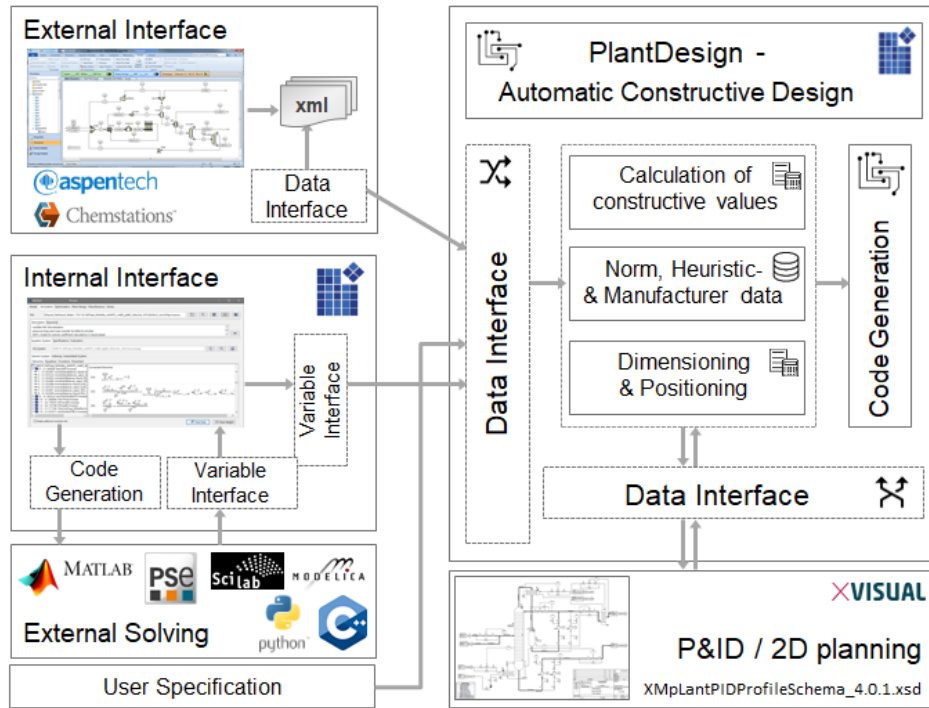 External Interface
xml
aspentech
Chemstations
Data
Interface
Internal Interface
Variable
Interface
Code
Generation
Variable
Interface
MATLAB
PSE
Sci
lab
MODELICA
python
C++
External Solving
User Specification
PlantDesign -
Automatic Constructive Design
Data Interface
Calculation of
constructive values
Norm, Heuristic-
& Manufacturer data
Dimensioning
& Positioning
Code Generation
Data Interface
XVISUAL
P&ID / 2D planning
XMpLantPIDProfileSchema_4.0.1.xsd